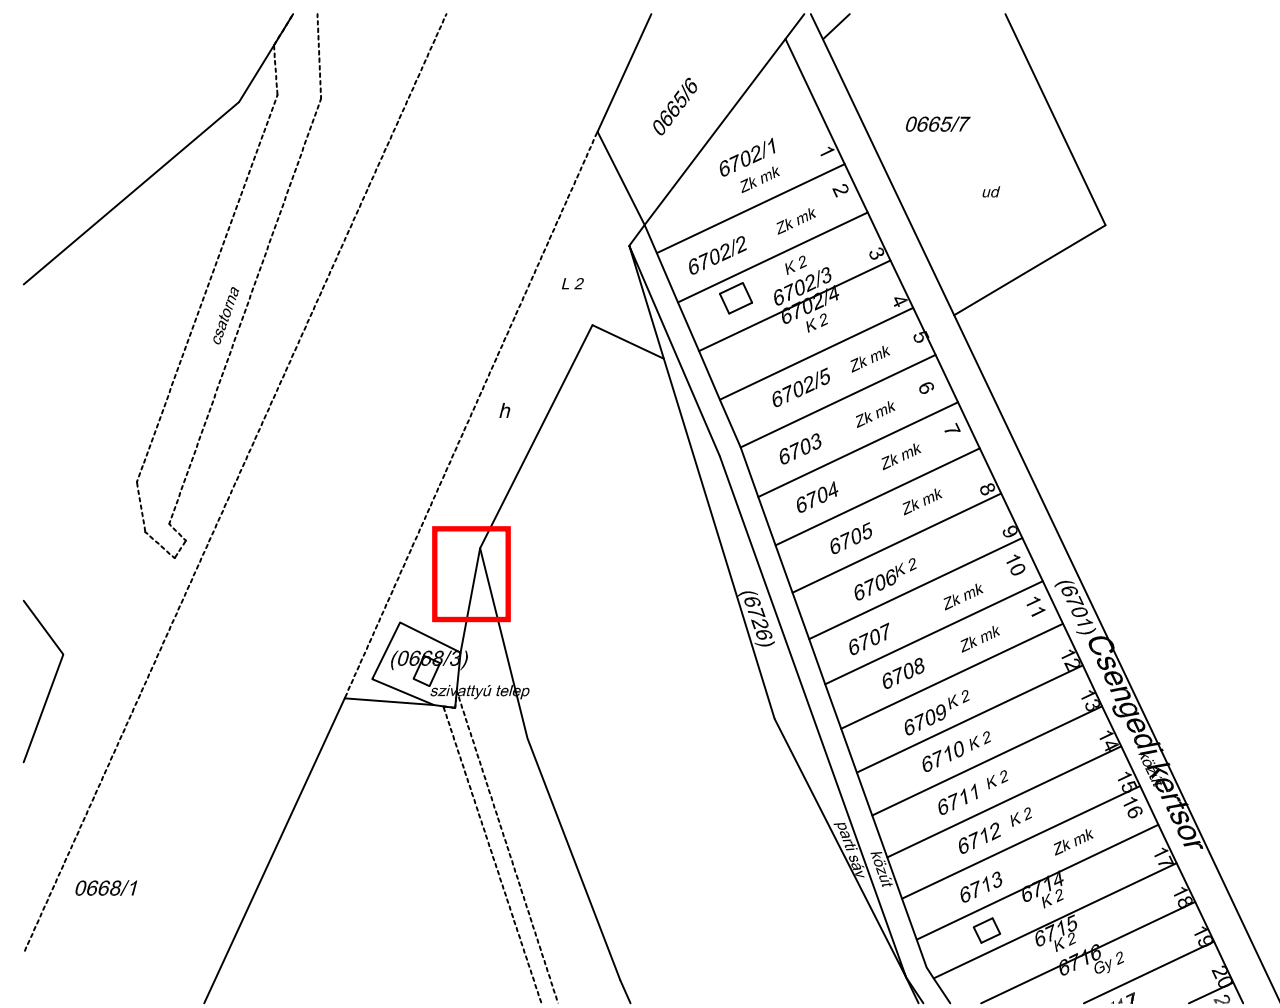 0665/6
0665/7
ud
6702/1
Zk mk
1
6702/2
Zk mk
2
K 2
6702/3
3
6702/4
K 2
4
6702/5
Zk mk
5
6703
Zk mk
6
6704
Zk mk
7
6705
Zk mk
8
6706 K 2
9
6707
Zk mk
10
6708
Zk mk
11
6709 K 2
12
6710 K 2
13
6711 K 2
14
6712 K 2
15
6713
Zk mk
16
6714
K 2
17
6715
K 2
18
6716
Gy 2
19
20
csatorna
L 2
h
(0668/3)
szivattyú telep
0668/1
(6726)
parti sáv
közút
(6701)
Csengedi kertsor
közút